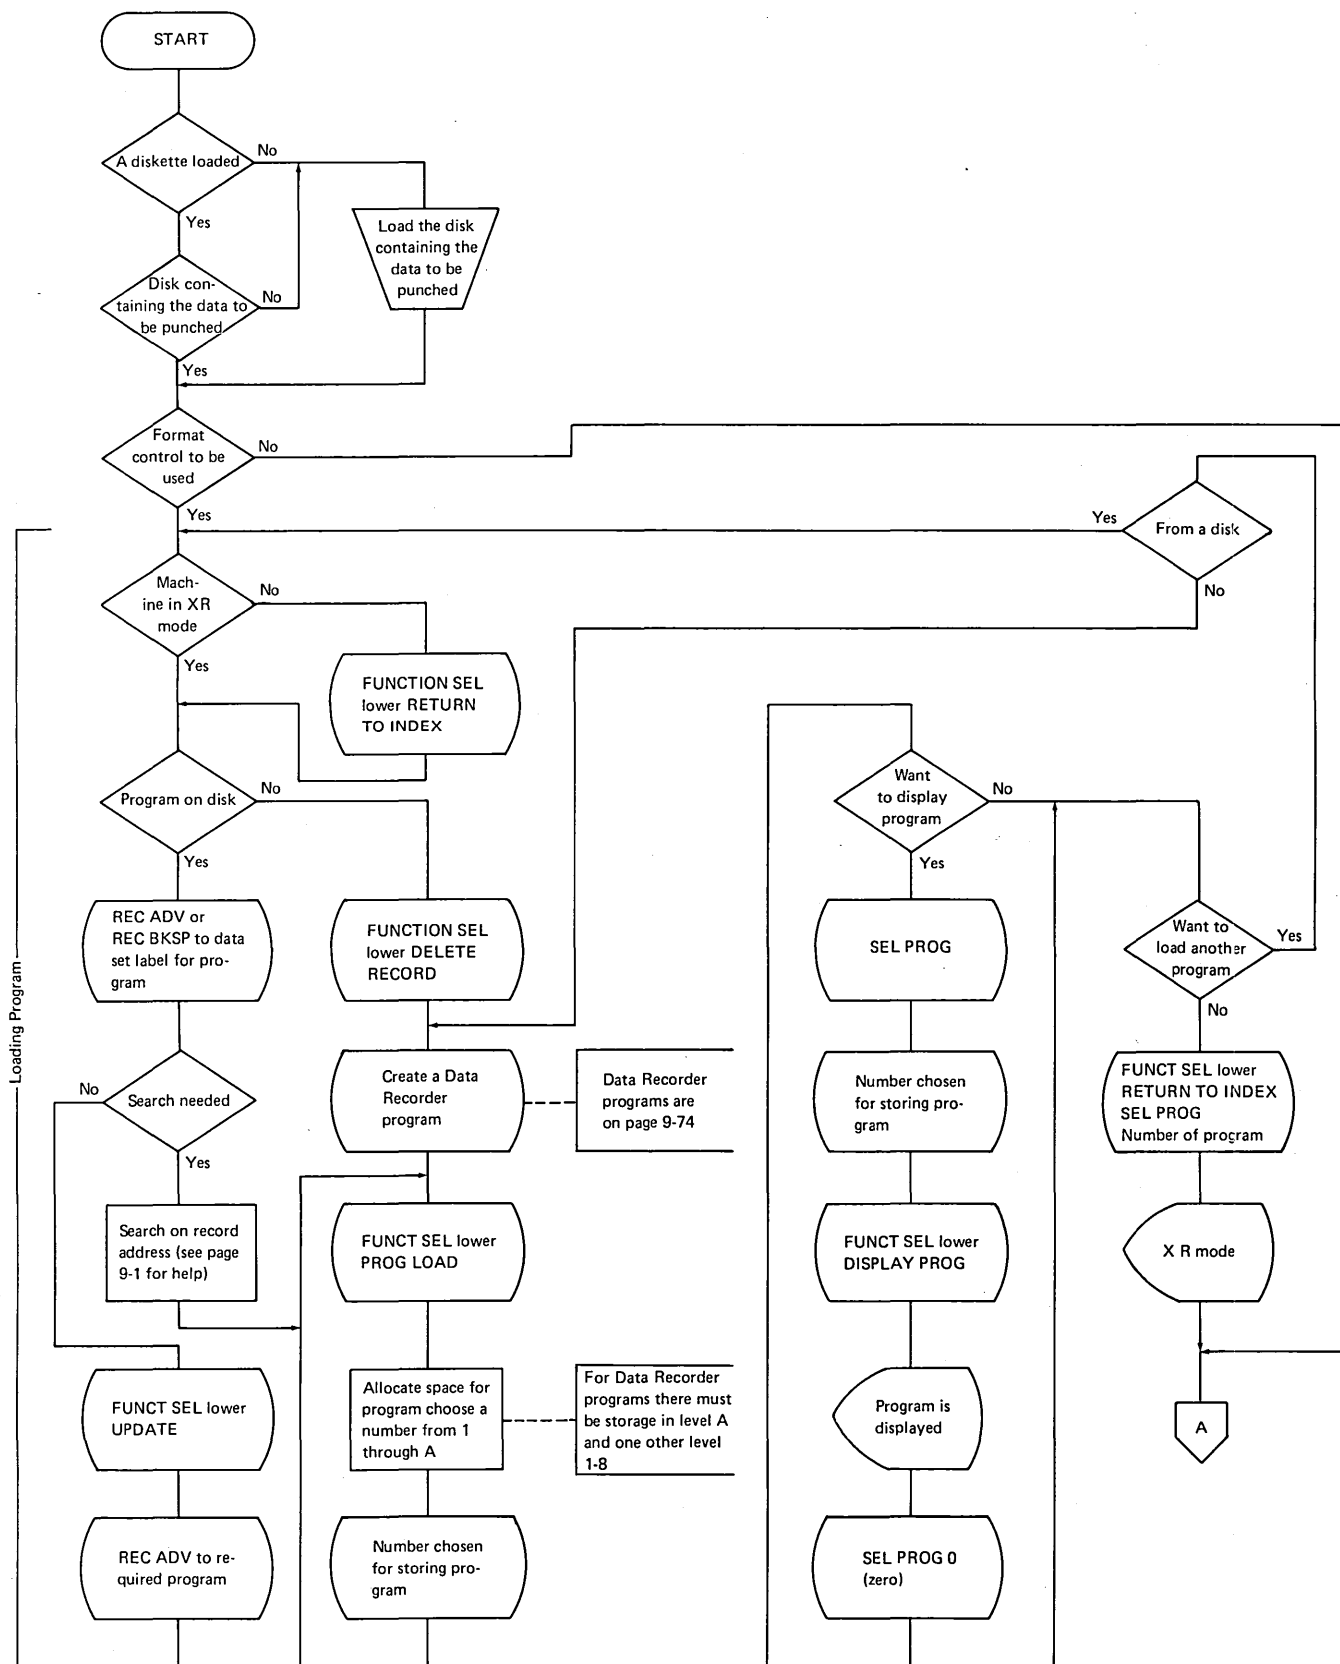 START
A diskette loaded
No
Yes
Load the disk
containing the
data to be
punched
Disk con-
taining the data to
be punched
No
Yes
Format
control to be
used
No
Yes
From a disk
Yes
No
Mach-
ine in XR
mode
No
Yes
FUNCTION SEL
lower RETURN
TO INDEX
Program on disk
No
Yes
Want
to display
program
No
Yes
REC ADV or
REC BKSP to data
set label for pro-
gram
FUNCTION SEL
lower DELETE
RECORD
SEL PROG
Want to
load another
program
Yes
No
Loading Program
Search needed
No
Yes
Create a Data
Recorder
program
Data Recorder
programs are
on page 9-74
Number chosen
for storing pro-
gram
FUNCT SEL lower
RETURN TO INDEX
SEL PROG
Number of program
Search on record
address (see page
9-1 for help)
FUNCT SEL lower
PROG LOAD
FUNCT SEL lower
DISPLAY PROG
X R mode
FUNCT SEL lower
UPDATE
Allocate space for
program choose a
number from 1
through A
For Data Recorder
programs there must
be storage in level A
and one other level
1-8
Program is
displayed
A
REC ADV to re-
quired program
Number chosen
for storing pro-
gram
SEL PROG 0
(zero)